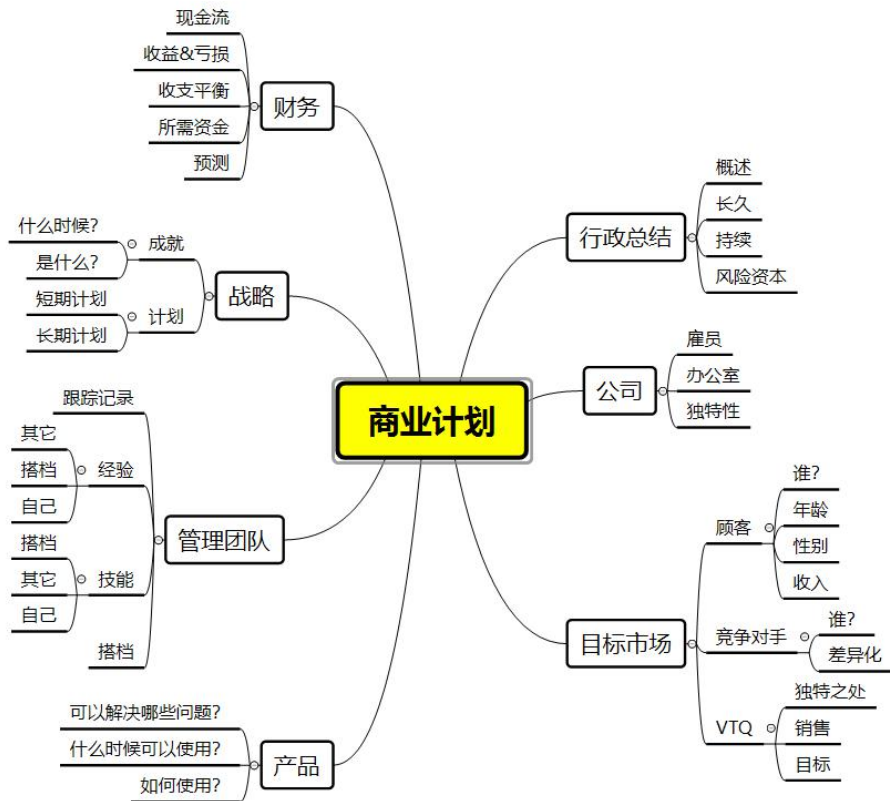 商业计划
行政总结
概述
长久
持续
风险资本
公司
雇员
办公室
独特性
目标市场
顾客
谁?
年龄
性别
收入
竞争对手
谁?
差异化
VTQ
独特之处
销售
目标
财务
现金流
收益&亏损
收支平衡
所需资金
预测
战略
成就
什么时候?
是什么?
计划
短期计划
长期计划
管理团队
跟踪记录
经验
其它
搭档
自己
技能
搭档
其它
自己
搭档
产品
可以解决哪些问题?
什么时候可以使用?
如何使用?